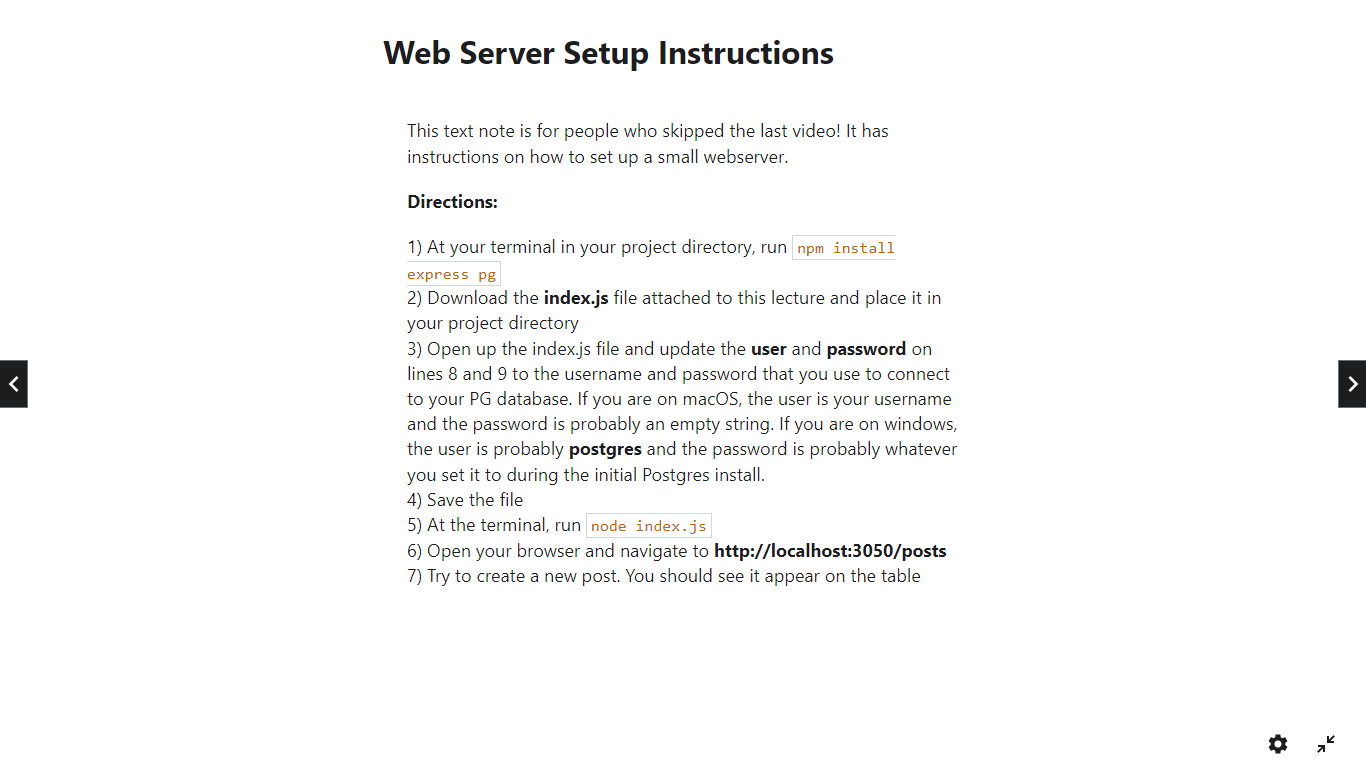 Web Server Setup Instructions
This text note is for people who skipped the last video! It has
instructions on how to set up a small webserver.
Directions:
1) At your terminal in your project directory, run npm install
express pg
2) Download the index.js file attached to this lecture and place it in
your project directory
3) Open up the index.js file and update the user and password on
lines 8 and 9 to the username and password that you use to connect
to your PG database. If you are on macOS, the user is your username
and the password is probably an empty string. If you are on windows,
the user is probably postgres and the password is probably whatever
you set it to during the initial Postgres install.
4) Save the file
5) At the terminal, run node index.js
6) Open your browser and navigate to http://localhost:3050/posts
7) Try to create a new post. You should see it appear on the table